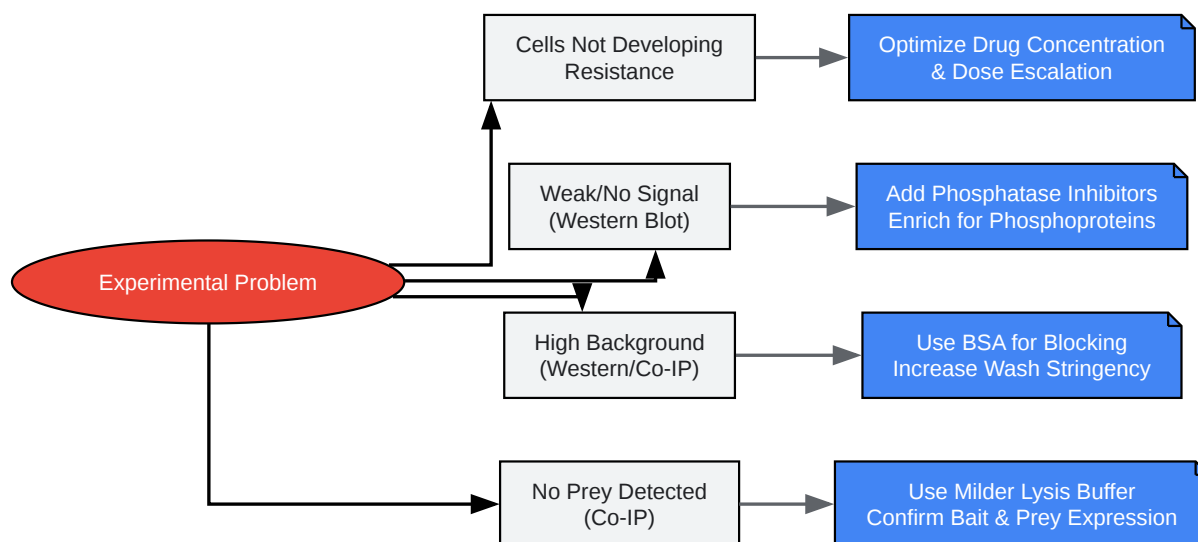 Cells Not Developing
Resistance
Optimize Drug Concentration
& Dose Escalation
Weak/No Signal
(Western Blot)
Add Phosphatase Inhibitors
Enrich for Phosphoproteins
Experimental Problem
High Background
(Western/Co-IP)
Use BSA for Blocking
Increase Wash Stringency
No Prey Detected
(Co-IP)
Use Milder Lysis Buffer
Confirm Bait & Prey Expression